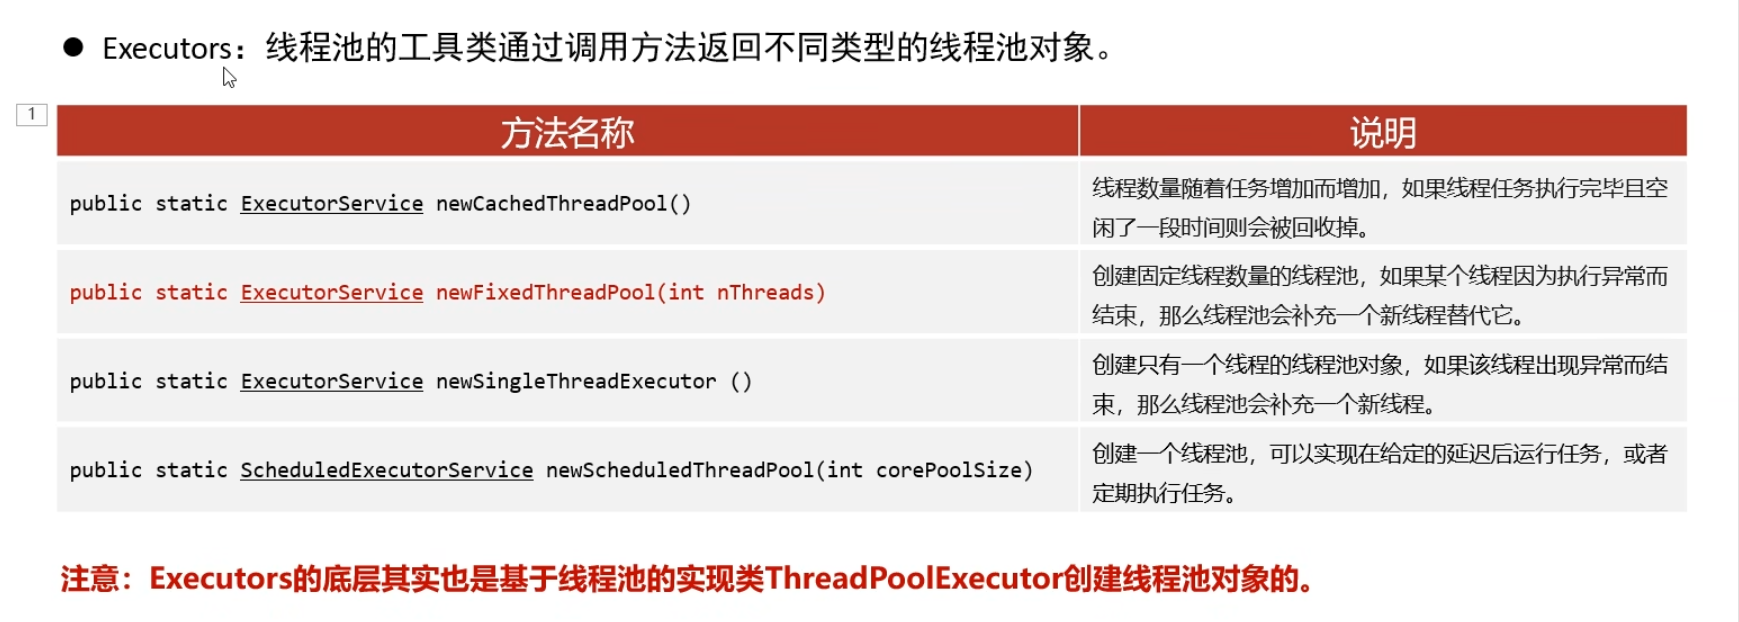 ● Executors：线程池的工具类通过调用方法返回不同类型的线程池对象。
1
方法名称
说明
public static ExecutorService newCachedThreadPool()
线程数量随着任务增加而增加，如果线程任务执行完毕且空
闲了一段时间则会被回收掉。
public static ExecutorService newFixedThreadPool(int nThreads)
创建固定线程数量的线程池，如果某个线程因为执行异常而
结束，那么线程池会补充一个新线程替代它。
public static ExecutorService newSingleThreadExecutor ()
创建只有一个线程的线程池对象，如果该线程出现异常而结
束，那么线程池会补充一个新线程。
public static ScheduledExecutorService newScheduledThreadPool(int corePoolSize)
创建一个线程池，可以实现在给定的延迟后运行任务，或者
定期执行任务。
注意：Executors的底层其实也是基于线程池的实现类ThreadPoolExecutor创建线程池对象的。